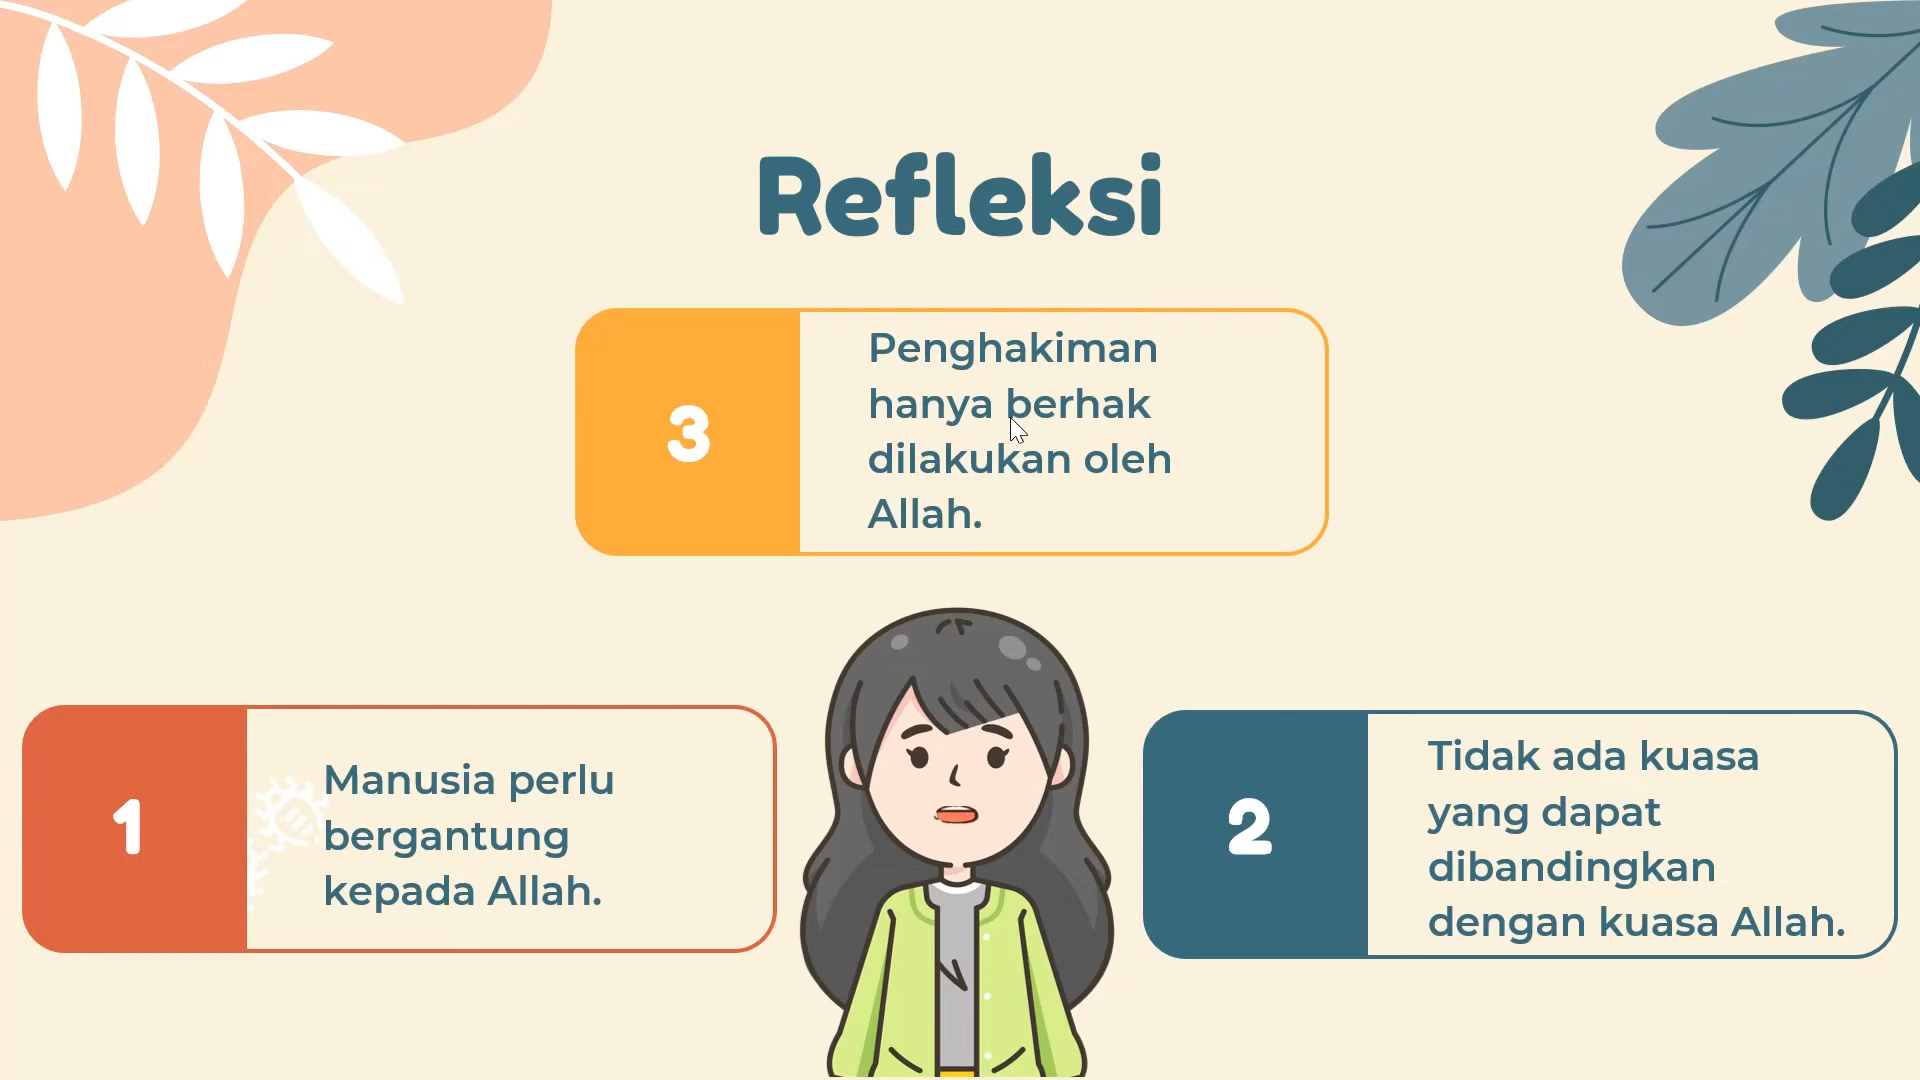 Refleksi
3
Penghakiman
hanya berhak
dilakukan oleh
Allah.
1
Manusia perlu
bergantung
kepada Allah.
2
Tidak ada kuasa
yang dapat
dibandingkan
dengan kuasa Allah.